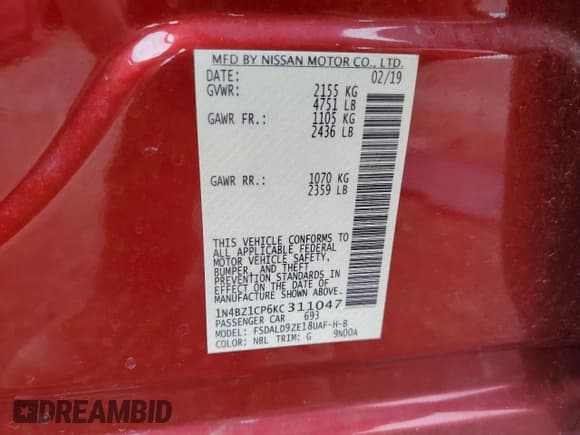 MFD BY NISSAN MOTOR CO., LTD.
DATE: 02/19
GVWR: 2155 KG
4751 LB
GAWR FR.: 1105 KG
2436 LB
GAWR RR.: 1070 KG
2359 LB
THIS VEHICLE CONFORMS TO
ALL APPLICABLE FEDERAL
MOTOR VEHICLE SAFETY,
BUMPER, AND THEFT
PREVENTION STANDARDS IN
EFFECT ON THE DATE OF
MANUFACTURE SHOWN ABOVE.
1N4BZ1CP6KC311047
PASSENGER CAR 693
MODEL: FSDALD9ZE18UAF-H-B
COLOR: NBL TRIM: G 9N00A
DREAMBID